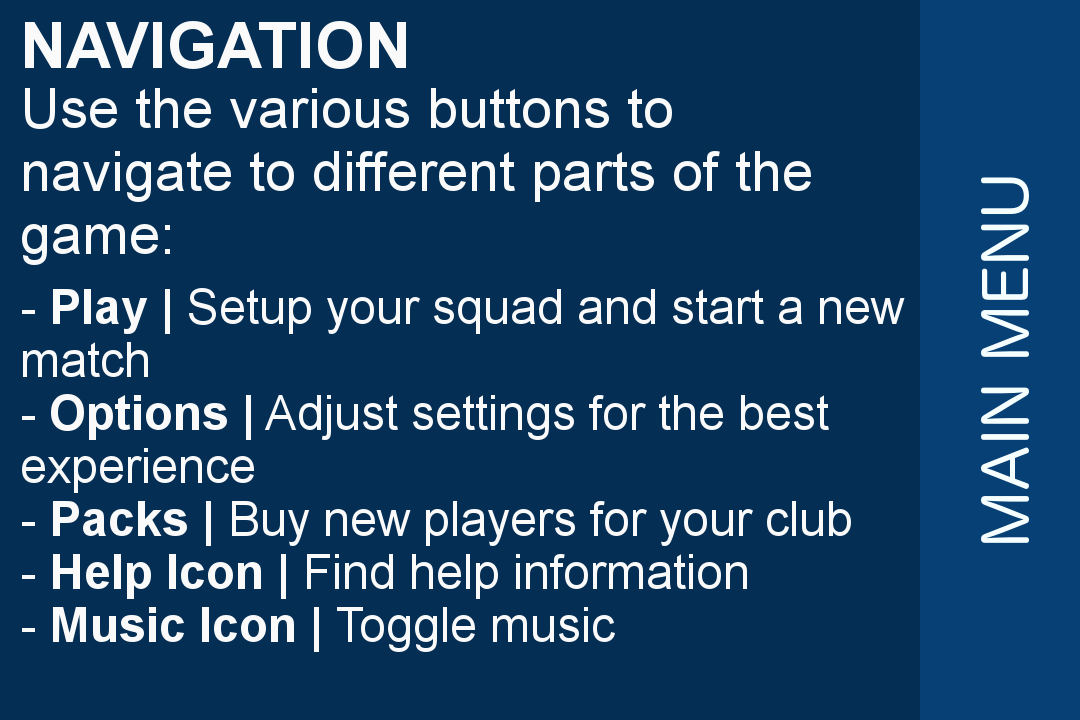 NAVIGATION
Use the various buttons to
navigate to different parts of the
game:
- Play | Setup your squad and start a new
match
- Options | Adjust settings for the best
experience
- Packs | Buy new players for your club
- Help Icon | Find help information
- Music Icon | Toggle music
MAIN MENU